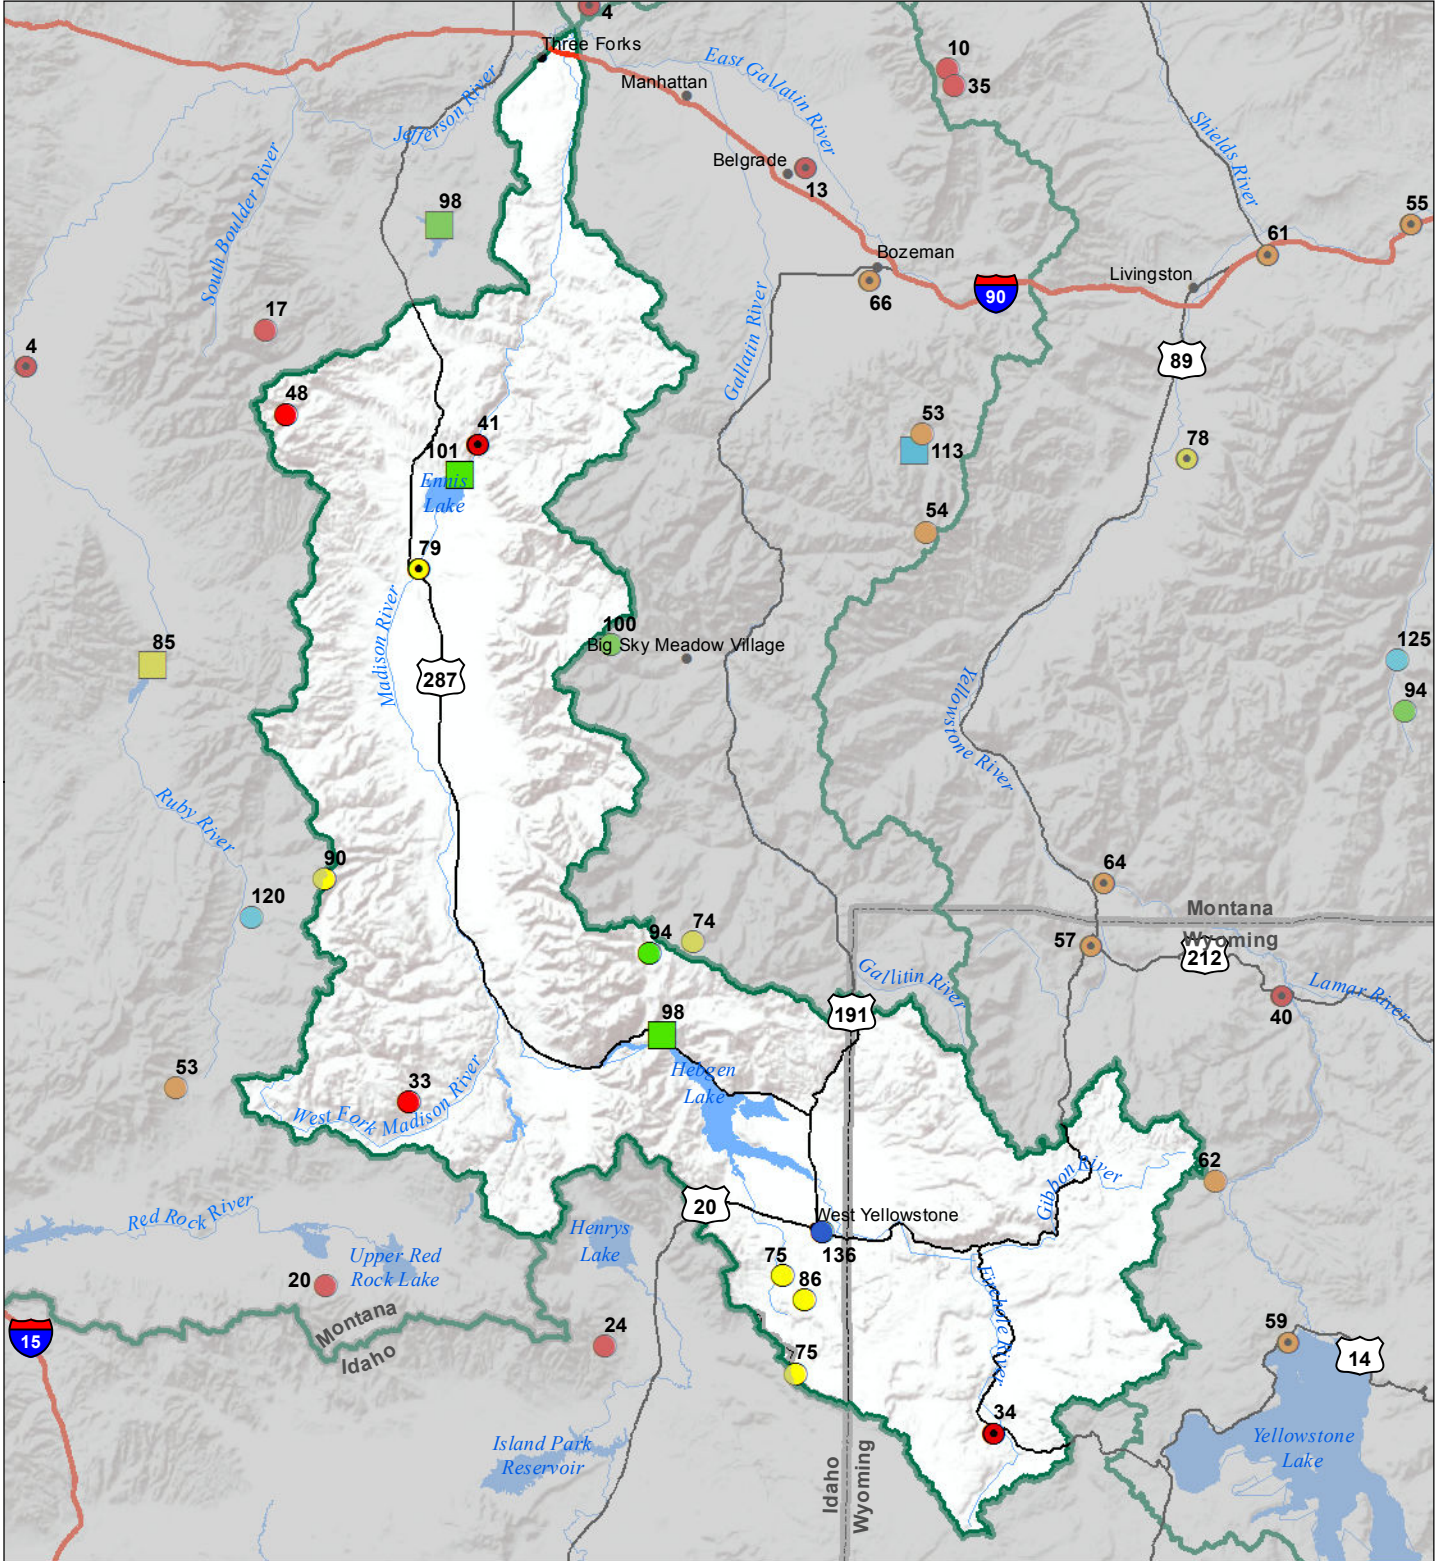 4
Three Forks
10
East Gallatin River
35
Manhattan
Jefferson River
Shields River
Belgrade
13
South Boulder River
98
55
61
Bozeman
Livingston
66
90
17
Gallatin River
89
4
48
53
41
78
101
113
Ennis
Lake
54
79
Madison River
100
Big Sky Meadow Village
85
125
287
94
Yellowstone River
Ruby River
90
64
120
Montana
74
94
57
Wyoming
212
Gallitin River
Lamar River
191
98
40
Hebgen
Lake
53
33
West Fork Madison River
62
Gibbon River
20
Red Rock River
West Yellowstone
Henrys
Lake
136
Upper Red
Rock Lake
75
86
20
Firehole River
Montana
Idaho
15
24
59
14
75
34
Island Park
Reservoir
Yellowstone
Lake
Idaho
Wyoming